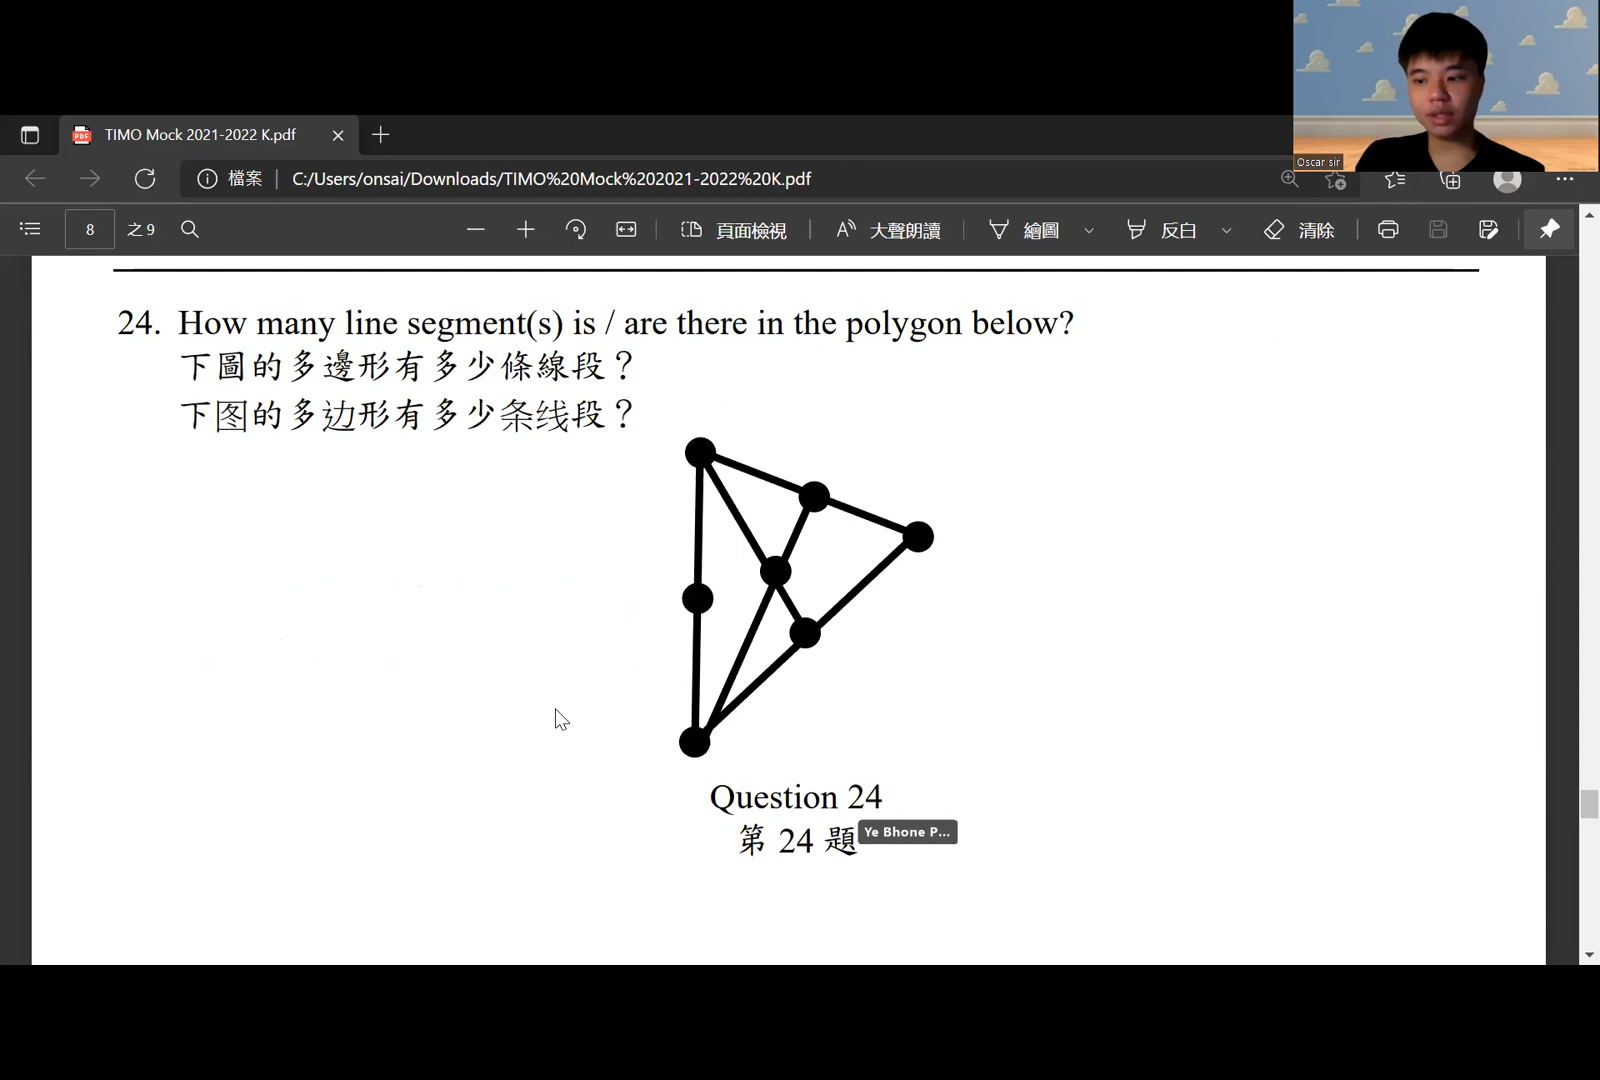 Oscar sir
TIMO Mock 2021-2022 K.pdf
檔案 C:/Users/onsai/Downloads/TIMO%20Mock%202021-2022%20K.pdf
8 之 9 頁面檢視 大聲朗讀 繪圖 反白 清除
24. How many line segment(s) is / are there in the polygon below?
下圖的多邊形有多少條線段？
下图的多边形有多少条线段？
Question 24
第 24 題
Ye Bhone P...